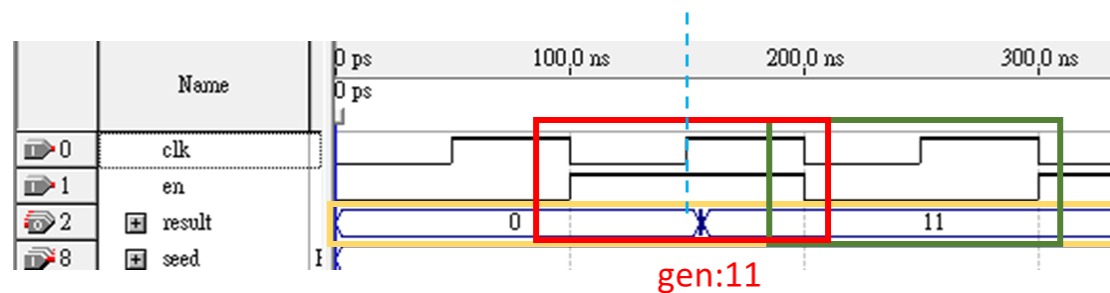 0 ps 100.0 ns 200.0 ns 300.0 ns
Name
0 ps
0 clk
1 en
2 result 0 11
8 seed
gen:11